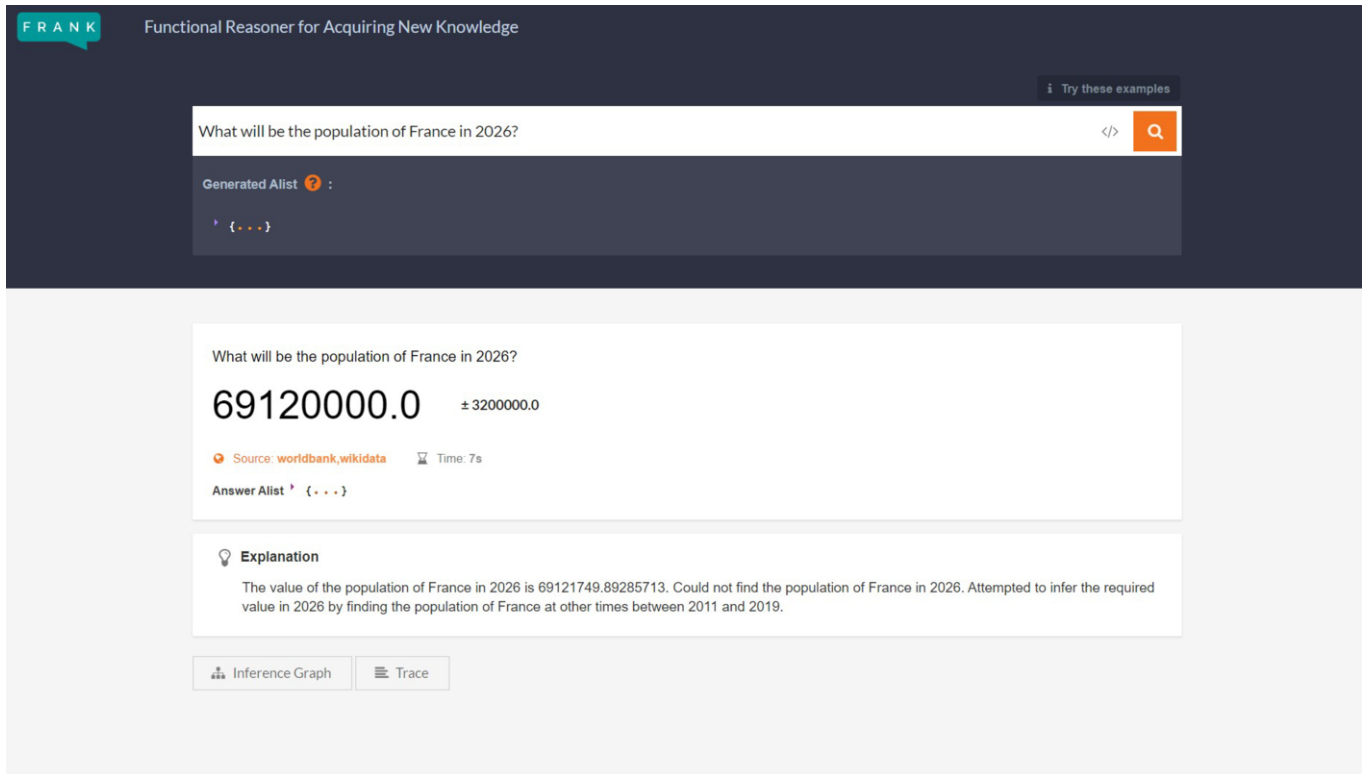 FRANK
Functional Reasoner for Acquiring New Knowledge
i Try these examples
What will be the population of France in 2026?
</>
Generated Alist ? :
{...}
What will be the population of France in 2026?
69120000.0 ± 3200000.0
Source: worldbank,wikidata Time: 7s
Answer Alist {...}
Explanation
The value of the population of France in 2026 is 69121749.89285713. Could not find the population of France in 2026. Attempted to infer the required
value in 2026 by finding the population of France at other times between 2011 and 2019.
Inference Graph Trace